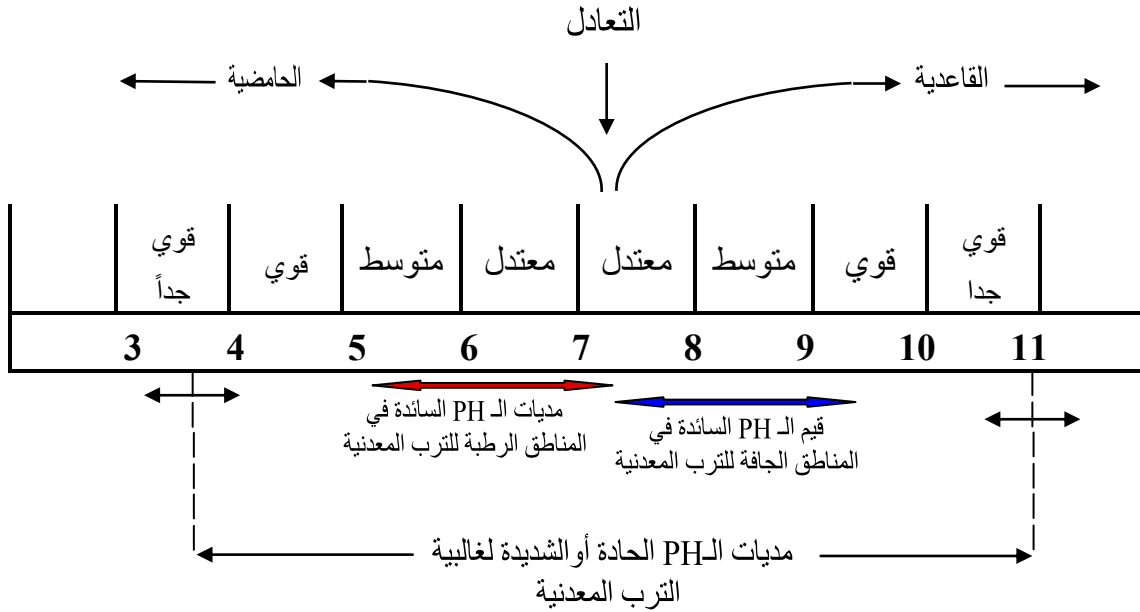 التعادل
القاعدية
الحامضية
قوي
جداً
قوي
متوسط
معتدل
معتدل
متوسط
قوي
قوي
جدا
3 4 5 6 7 8 9 10 11
مديات الـ PH السائدة في
المناطق الرطبة للترب المعدنية
قيم الـ PH السائدة في
المناطق الجافة للترب المعدنية
مديات الـPH الحادة أو الشديدة لغالبية
الترب المعدنية